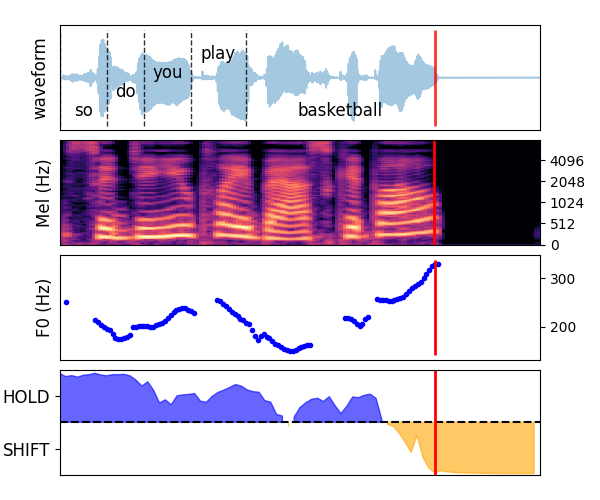 waveform
so
do
you
play
basketball
Mel (Hz)
4096
2048
1024
512
0
F0 (Hz)
300
200
HOLD
SHIFT